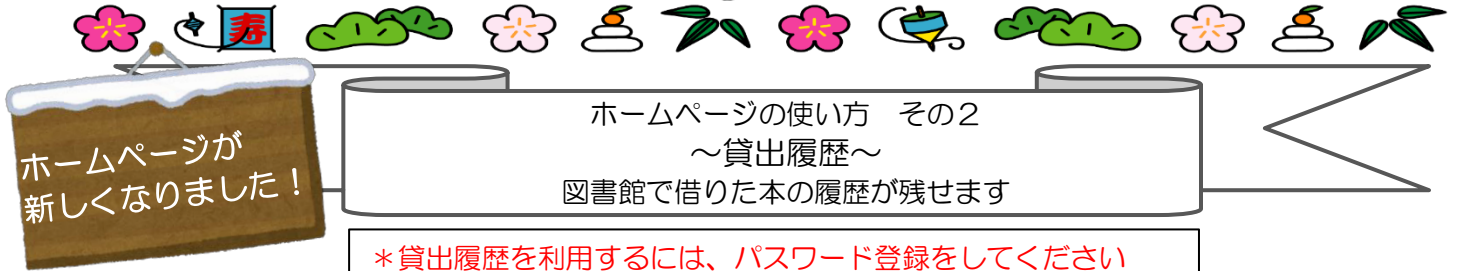 寿
ホームページが
新しくなりました！
ホームページの使い方　その２
～貸出履歴～
図書館で借りた本の履歴が残せます
＊貸出履歴を利用するには、パスワード登録をしてください